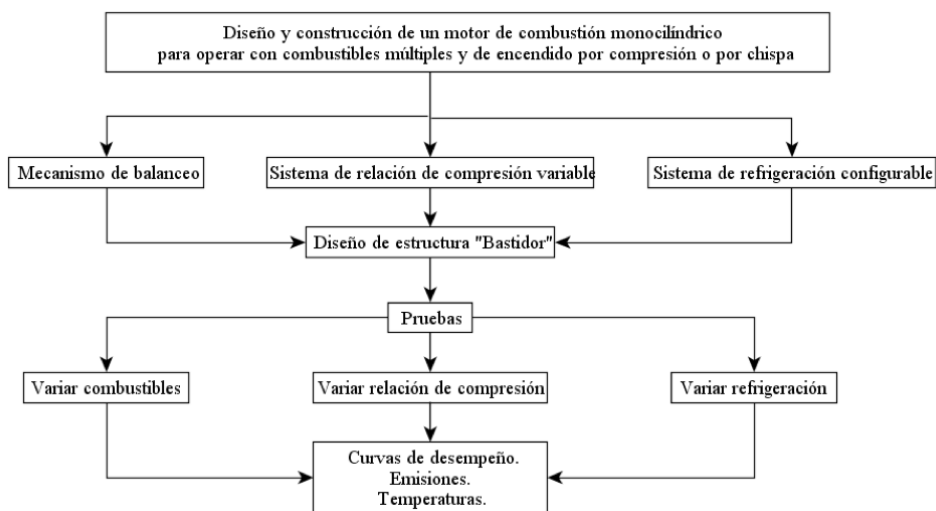 Diseño y construcción de un motor de combustión monocilíndrico
para operar con combustibles múltiples y de encendido por compresión o por chispa
Mecanismo de balanceo
Sistema de relación de compresión variable
Sistema de refrigeración configurable
Diseño de estructura "Bastidor"
Pruebas
Variar combustibles
Variar relación de compresión
Variar refrigeración
Curvas de desempeño.
Emisiones.
Temperaturas.